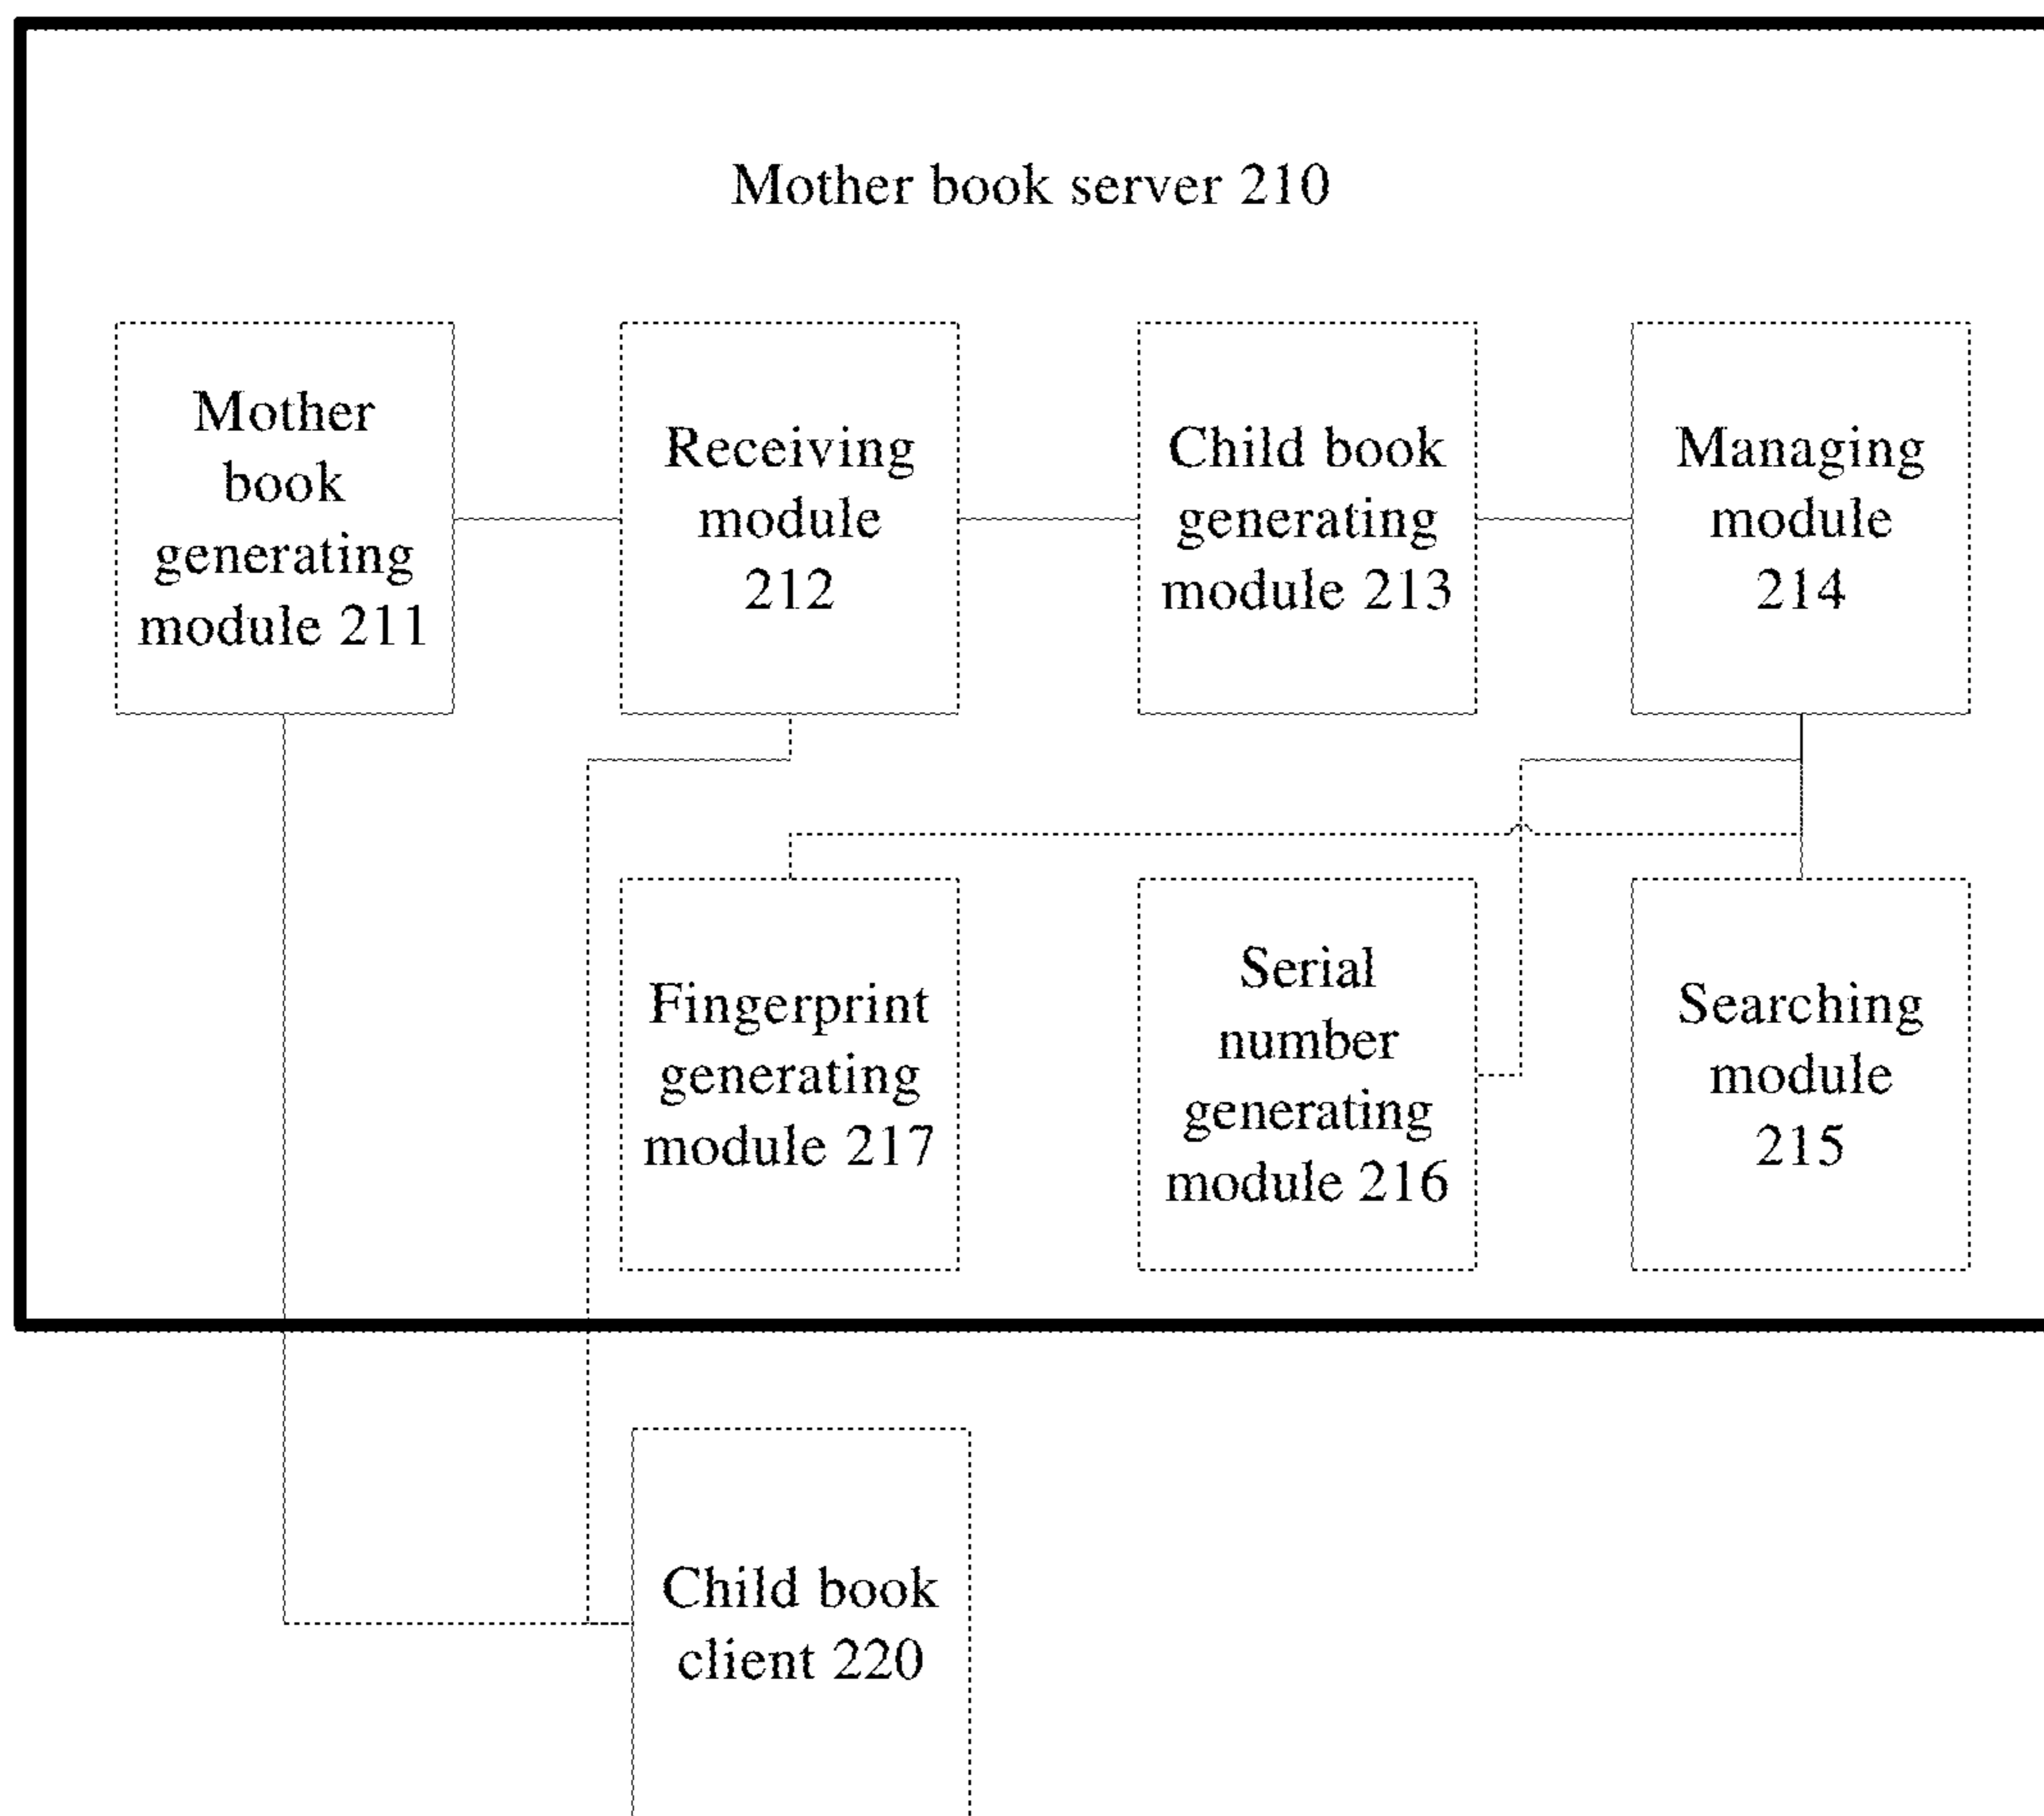 Mother book server 210
Mother
book
generating
module 211
Receiving
module
212
Child book
generating
module 213
Managing
module
214
Fingerprint
generating
module 217
Serial
number
generating
module 216
Searching
module
215
Child book
client 220